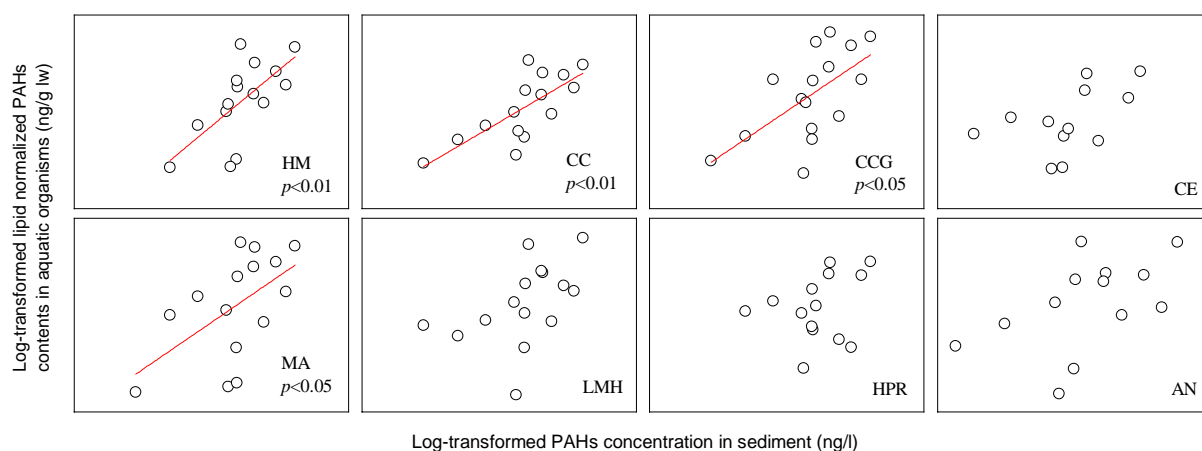 Log-transformed lipid normalized PAHs
contents in aquatic organisms (ng/g lw)
HM
p<0.01
CC
p<0.01
CCG
p<0.05
CE
MA
p<0.05
LMH
HPR
AN
Log-transformed PAHs concentration in sediment (ng/l)